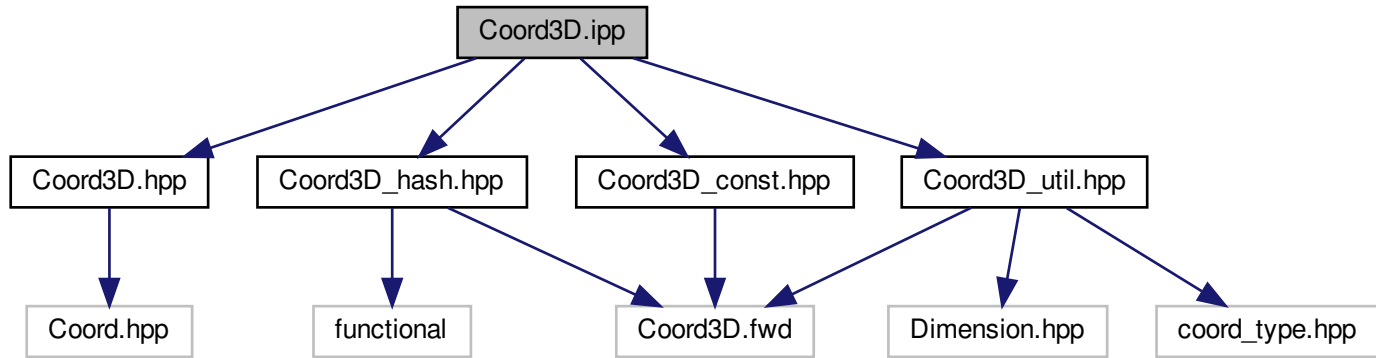 Coord3D.ipp
Coord3D.hpp
Coord3D_hash.hpp
Coord3D_const.hpp
Coord3D_util.hpp
Coord.hpp
functional
Coord3D.fwd
Dimension.hpp
coord_type.hpp